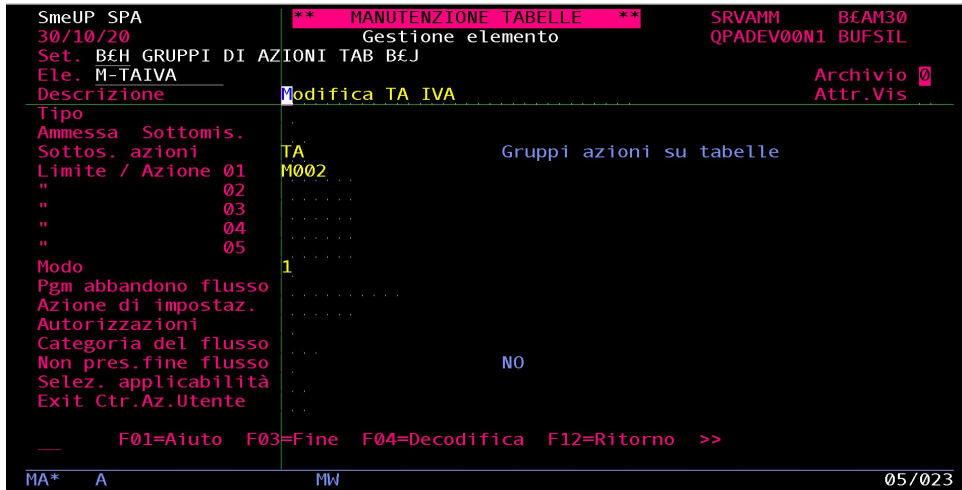 SmeUP SPA ** MANUTENZIONE TABELLE ** SRVAMM B£AM30
30/10/20 Gestione elemento QPADEV00N1 BUFSIL
Set. B£H GRUPPI DI AZIONI TAB B£J
Ele. M-TAIVA Archivio 0
Descrizione Modifica TA IVA Attr.Vis
Tipo
Ammessa Sottomis.
Sottos. azioni TA Gruppi azioni su tabelle
Limite / Azione 01 M002
" 02
" 03
" 04
" 05
Modo 1
Pgm abbandono flusso
Azione di impostaz.
Autorizzazioni
Categoria del flusso
Non pres.fine flusso NO
Selez. applicabilità
Exit Ctr.Az.Utente
F01=Aiuto F03=Fine F04=Decodifica F12=Ritorno >>
MA* A MW 05/023